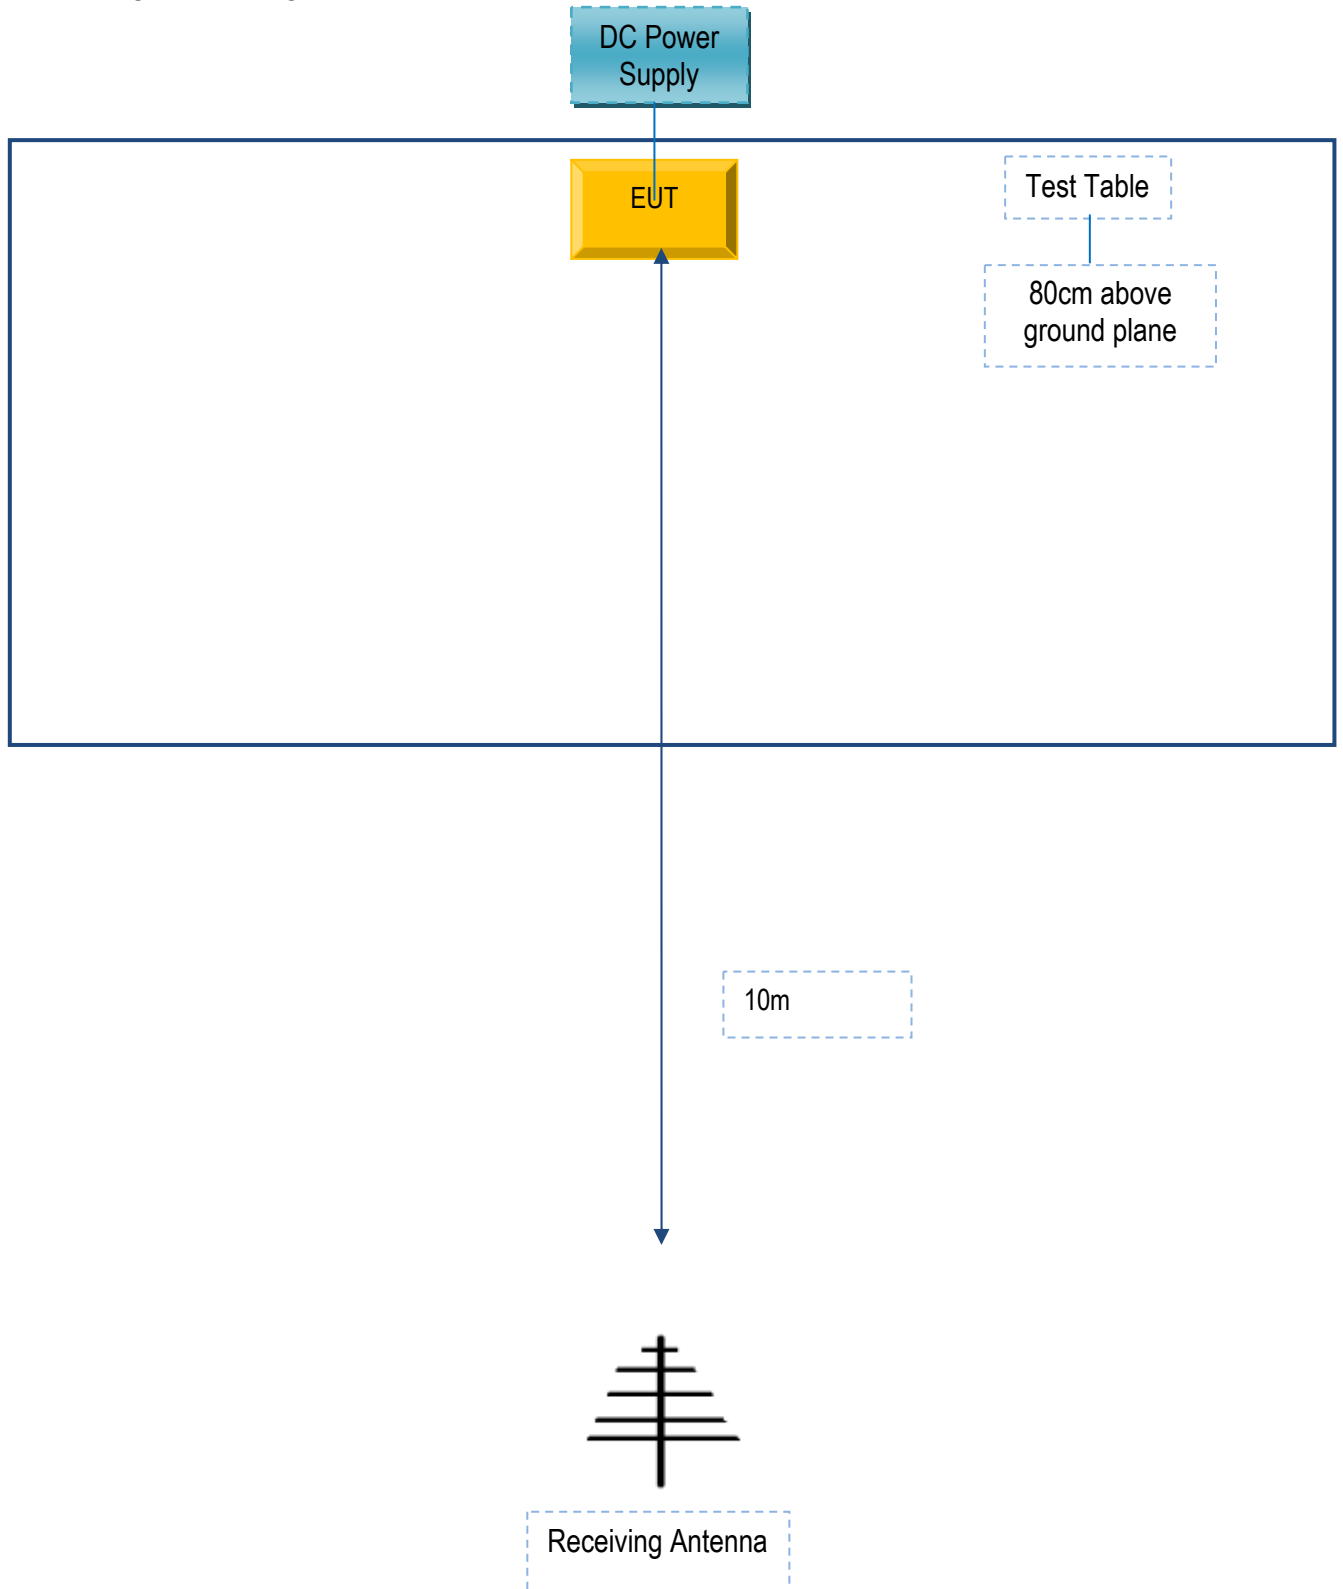 DC Power
Supply
EUT
Test Table
80cm above
ground plane
10m
Receiving Antenna